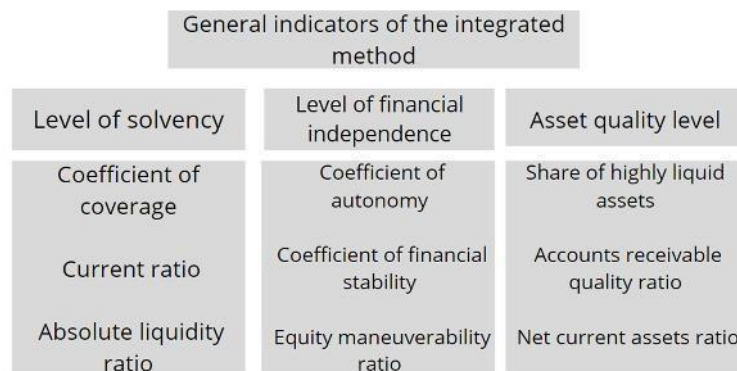 General indicators of the integrated
method
Level of solvency
Level of financial
independence
Asset quality level
Coefficient of
coverage
Current ratio
Absolute liquidity
ratio
Coefficient of
autonomy
Coefficient of financial
stability
Equity maneuverability
ratio
Share of highly liquid
assets
Accounts receivable
quality ratio
Net current assets ratio